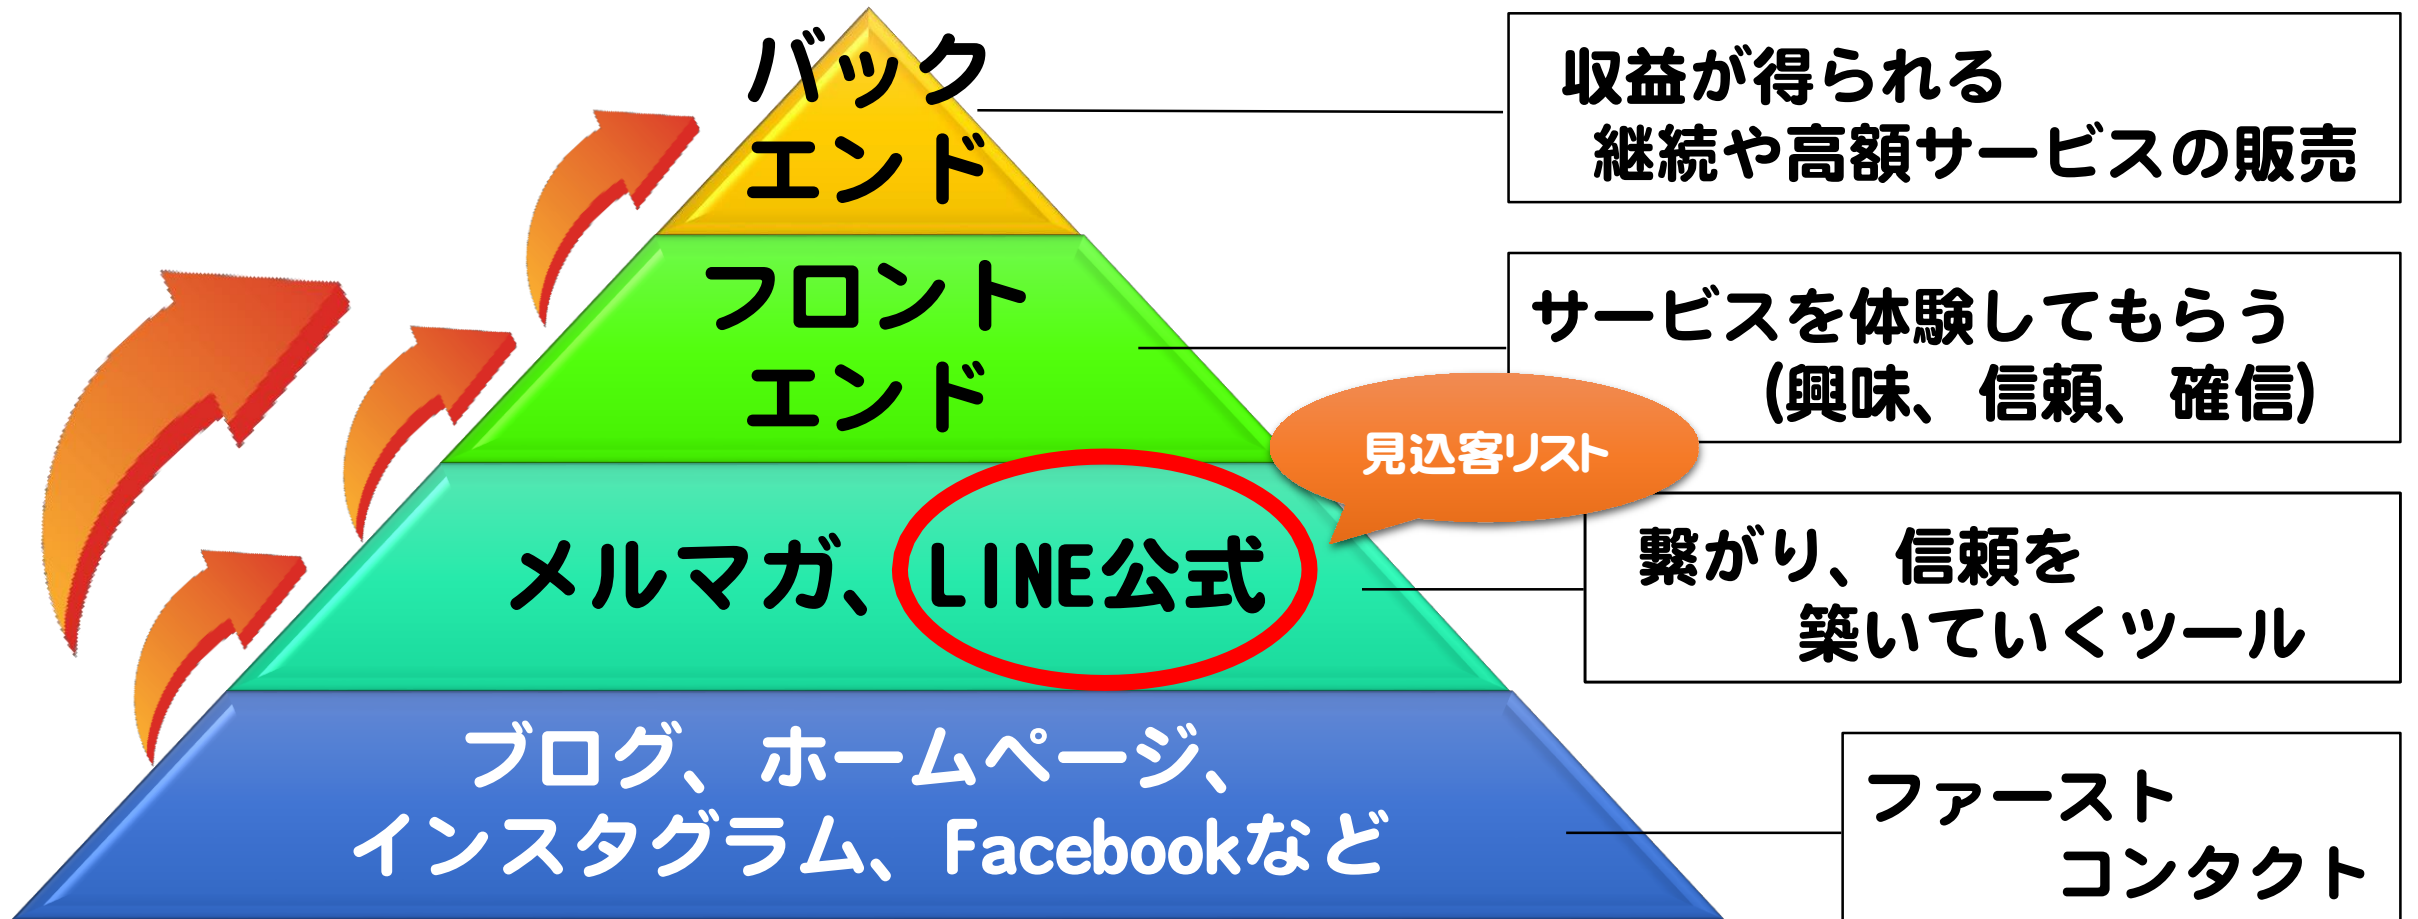 バック
エンド
収益が得られる
継続や高額サービスの販売
フロント
エンド
サービスを体験してもらう
(興味、信頼、確信)
見込客リスト
メルマガ、LINE公式
繋がり、信頼を
築いていくツール
ブログ、ホームページ、
インスタグラム、Facebookなど
ファースト
コンタクト